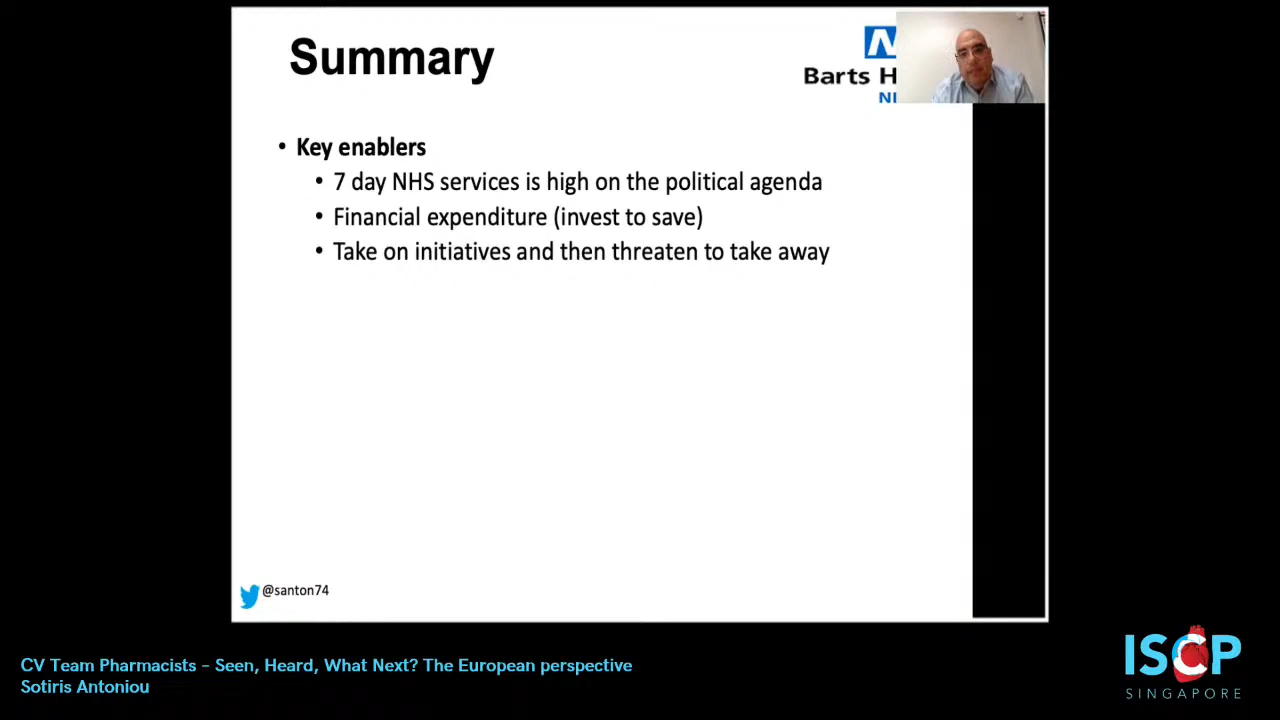 Summary
Barts H
• Key enablers
• 7 day NHS services is high on the political agenda
• Financial expenditure (invest to save)
• Take on initiatives and then threaten to take away
@santon74
CV Team Pharmacists – Seen, Heard, What Next? The European perspective
Sotiris Antoniou
ISCP
SINGAPORE